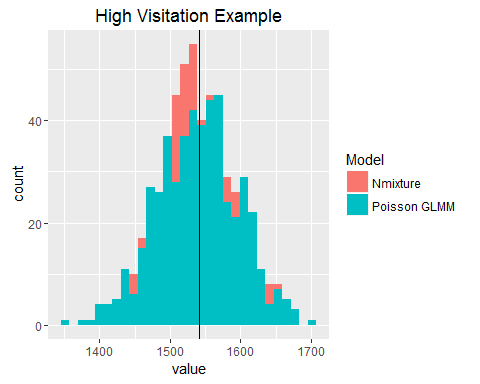 High Visitation Example
count
40
20
0
1400 1500 1600 1700
value
Model
Nmixture
Poisson GLMM